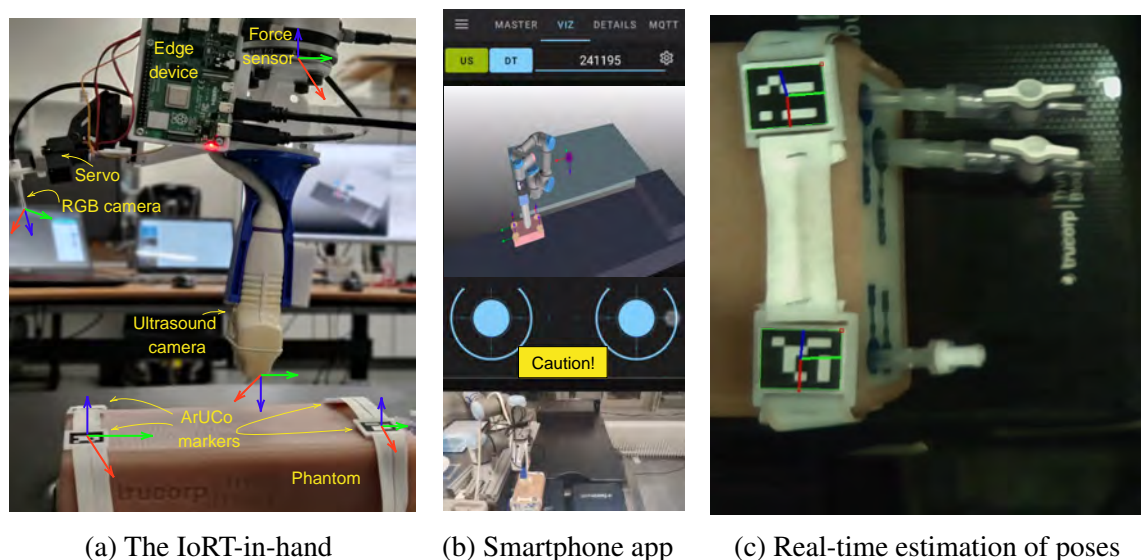 Edge
device
Force
sensor
Servo
RGB camera
Ultrasound
camera
ArUCo
markers
Phantom
trucorp
(a) The IoRT-in-hand
MASTER VIZ DETAILS MQTT
US DT 241195
Caution!
(b) Smartphone app
trucorp
(c) Real-time estimation of poses